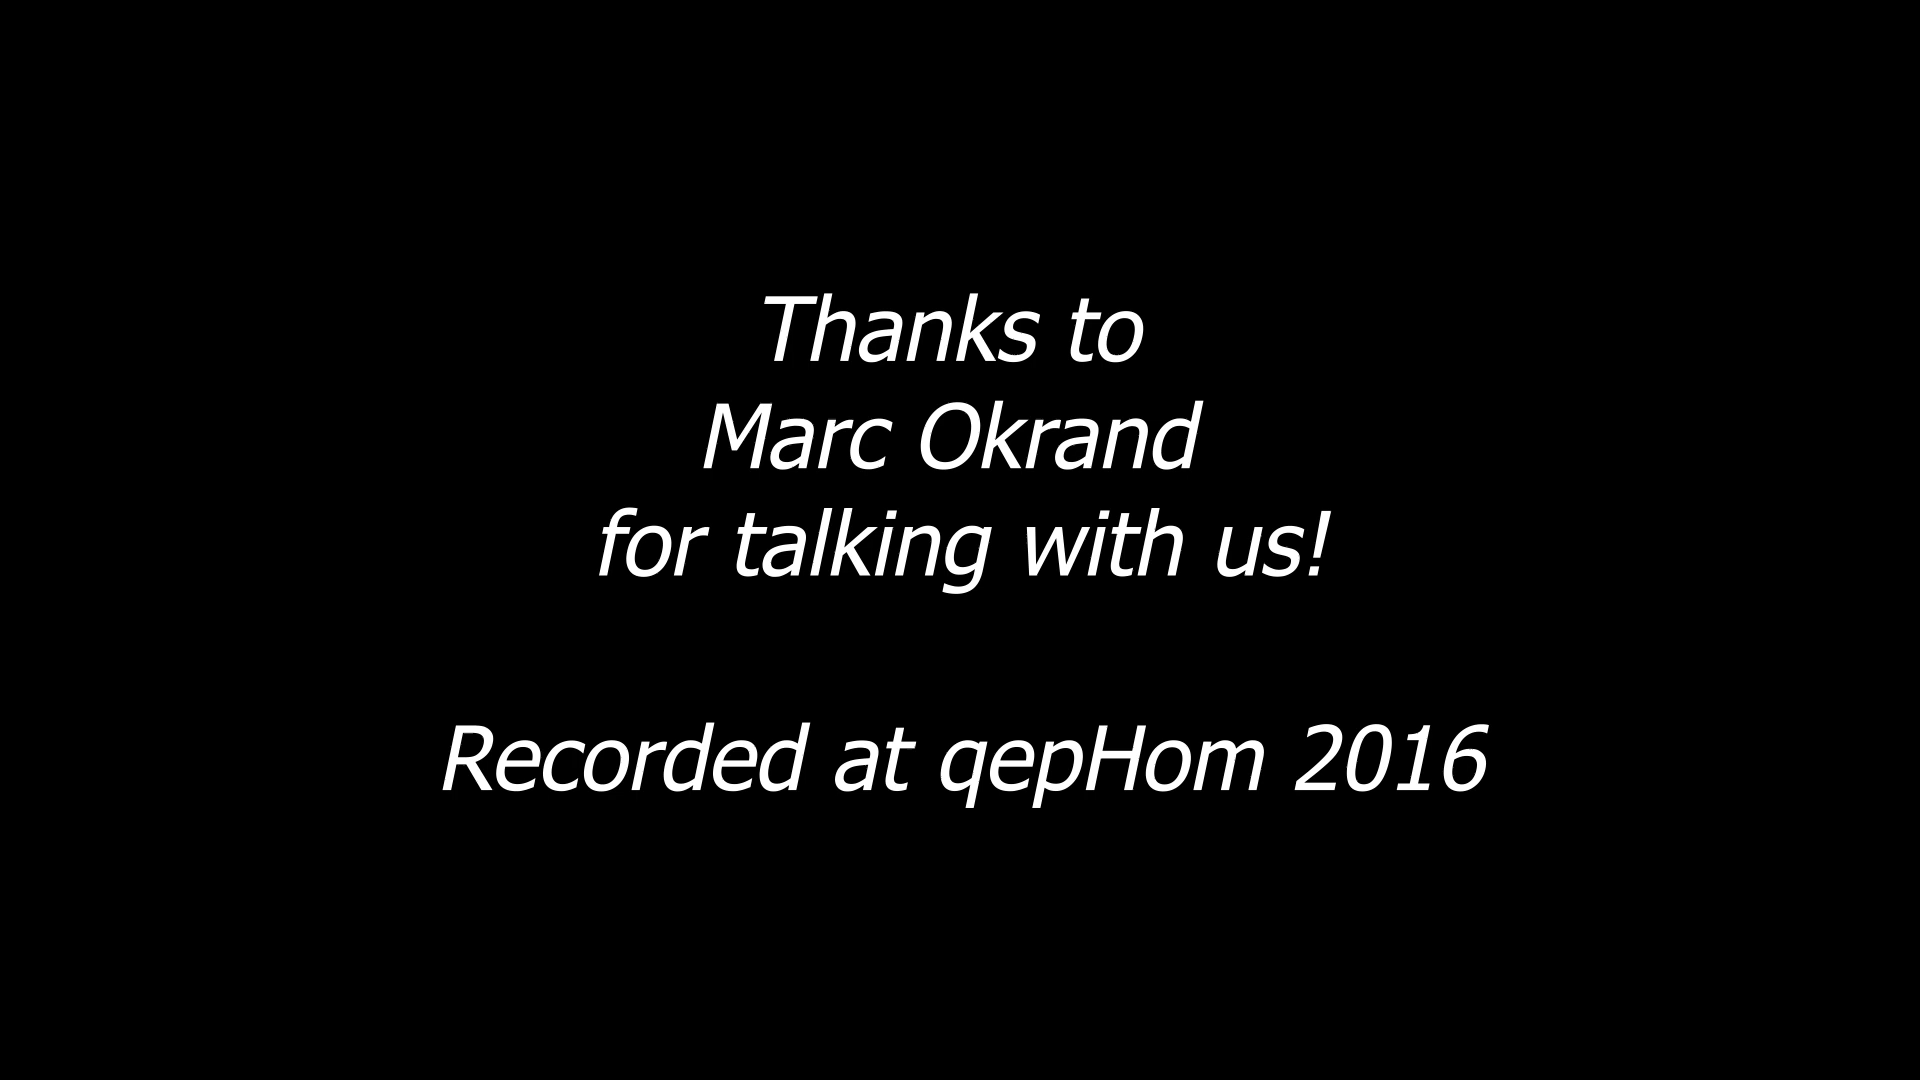 Thanks to
Marc Okrand
for talking with us!
Recorded at qepHom 2016